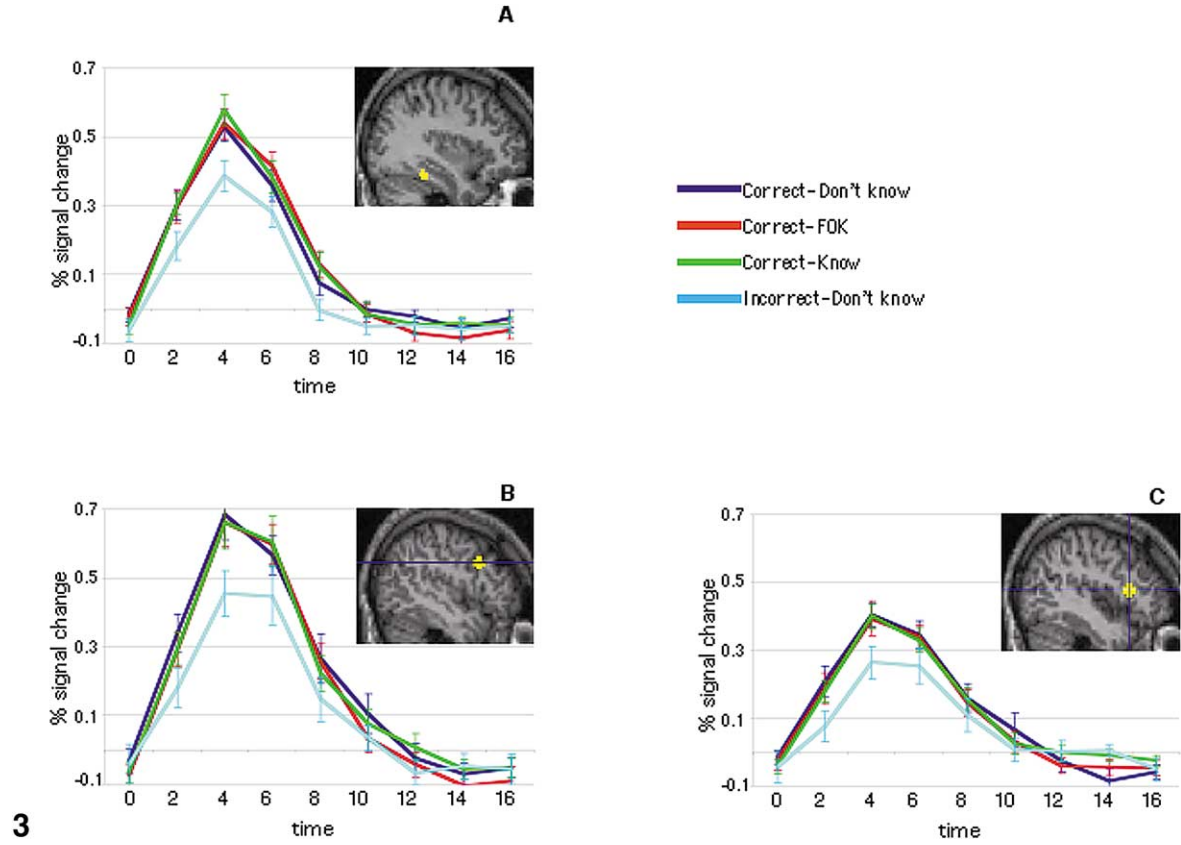 A
0.7
0.5
0.3
0.1
-0.1
% signal change
0 2 4 6 8 10 12 14 16
time
Correct-Don't know
Correct-FOK
Correct-Know
Incorrect-Don't know
B
0.7
0.5
0.3
0.1
-0.1
% signal change
0 2 4 6 8 10 12 14 16
time
C
0.7
0.5
0.3
0.1
-0.1
% signal change
0 2 4 6 8 10 12 14 16
time
3